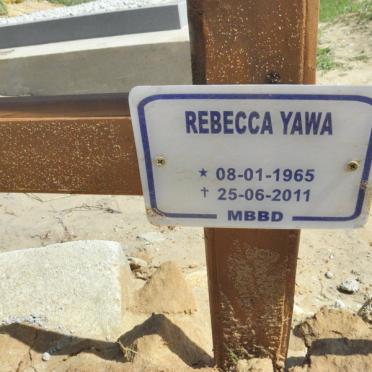 REBECCA YAWA
★ 08-01-1965
† 25-06-2011
MBBD